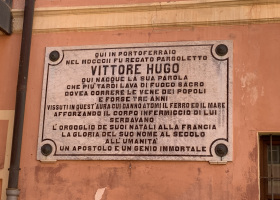 QUI IN PORTOFERRAIO
NEL MDCCCII FU RECATO PARGOLETTO
VITTORE HUGO
QUI NACQUE LA SUA PAROLA
CHE PIU TARDI LAVA DI FUOCO SACRO
DOVEA CORRERE LE VENE DEI POPOLI
E FORSE TRE ANNI
VISSUTI IN QUEST'AURA CUI DANNO ATOMI IL FERRO ED IL MARE
AFFORZANDO IL CORPO INFERMICCIO DI LUI
SERBAVANO
L'ORGOGLIO DE' SUOI NATALI ALLA FRANCIA
LA GLORIA DEL SUO NOME AL SECOLO
ALL'UMANITÀ
UN APOSTOLO E UN GENIO IMMORTALE